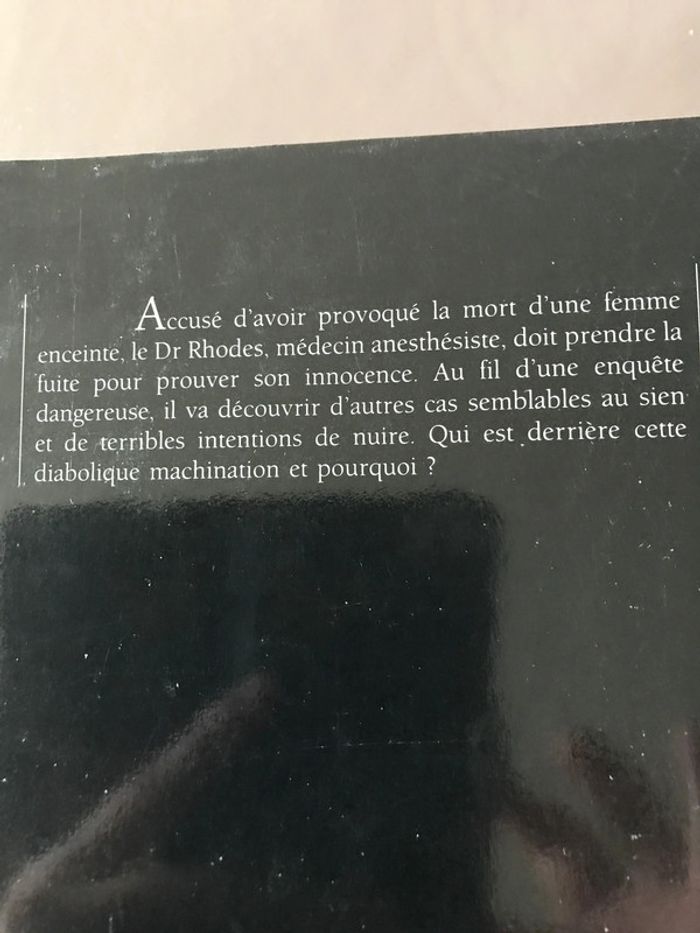 Accusé d'avoir provoqué la mort d'une femme
enceinte, le Dr Rhodes, médecin anesthésiste, doit prendre la
fuite pour prouver son innocence. Au fil d'une enquête
dangereuse, il va découvrir d'autres cas semblables au sien
et de terribles intentions de nuire. Qui est derrière cette
diabolique machination et pourquoi ?